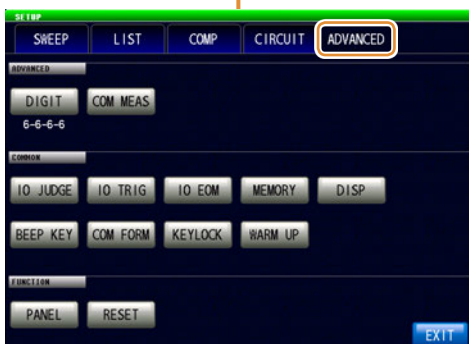 SETUP
SWEEP LIST COMP CIRCUIT ADVANCED
ADVANCED
DIGIT COM MEAS
6-6-6-6
COMMON
IO JUDGE IO TRIG IO EOM MEMORY DISP
BEEP KEY COM FORM KEYLOCK WARM UP
FUNCTION
PANEL RESET
EXIT